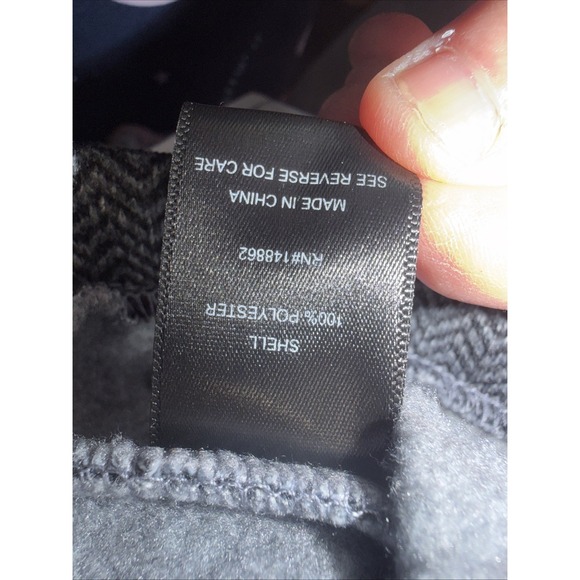 SHELL
100% POLYESTER
RN#148862
MADE IN CHINA
SEE REVERSE FOR CARE